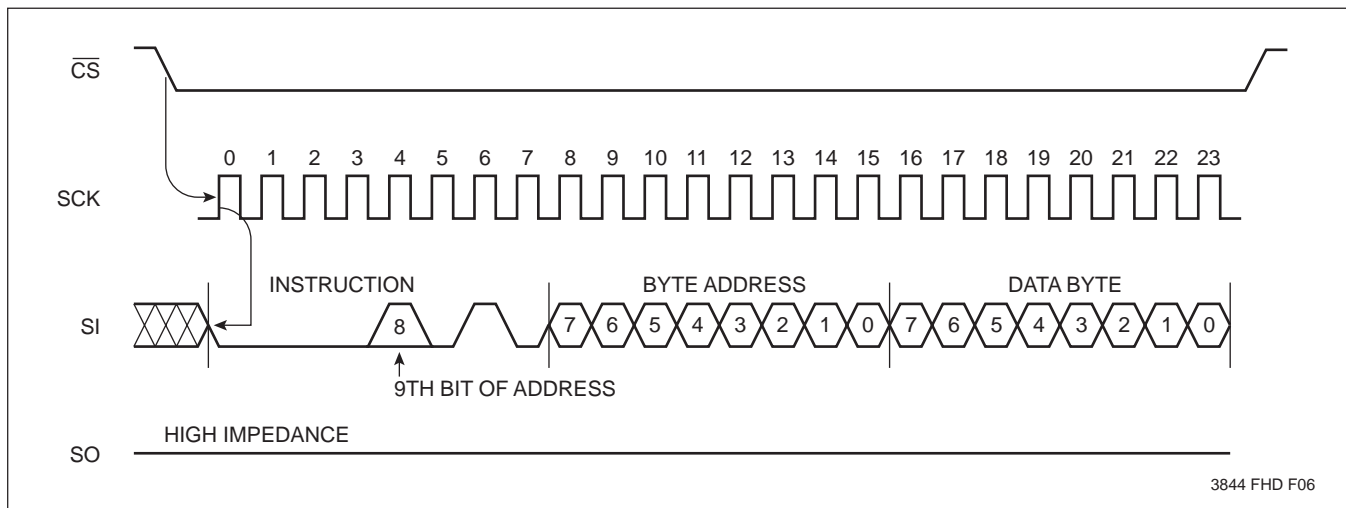 CS
0 1 2 3 4 5 6 7 8 9 10 11 12 13 14 15 16 17 18 19 20 21 22 23
SCK
INSTRUCTION BYTE ADDRESS DATA BYTE
SI 8 7 6 5 4 3 2 1 0 7 6 5 4 3 2 1 0
9TH BIT OF ADDRESS
HIGH IMPEDANCE
SO
3844 FHD F06